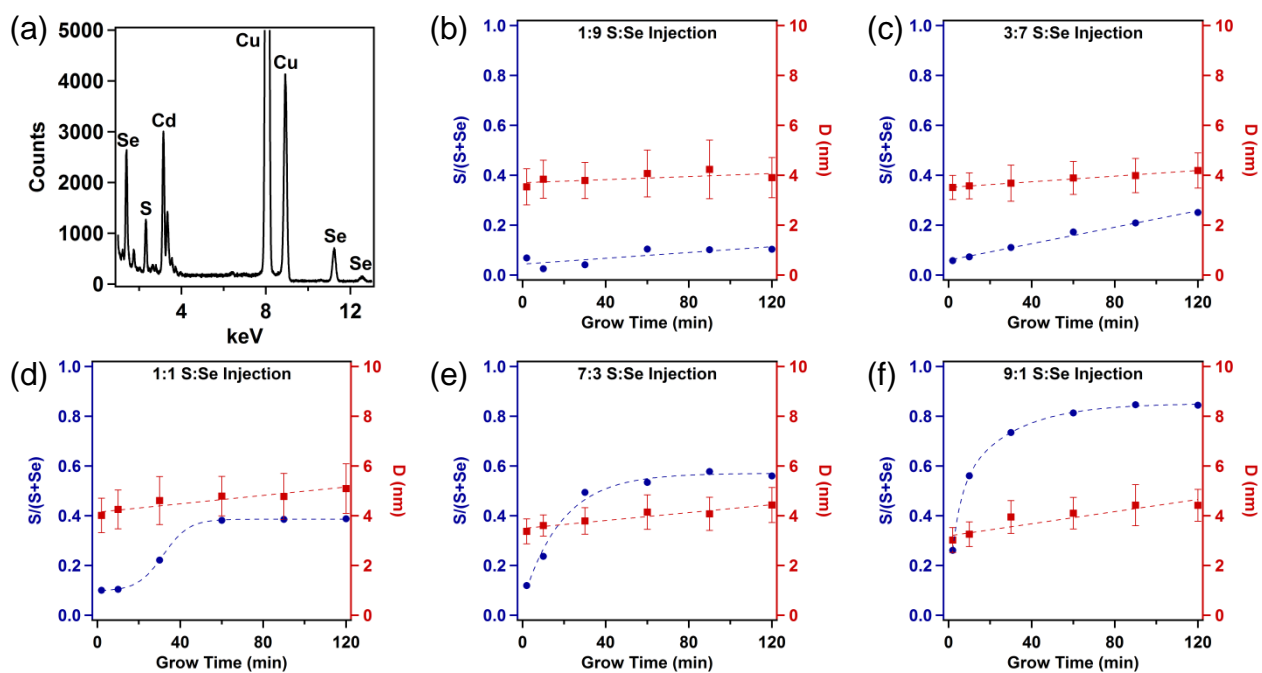 (a)
5000
4000
3000
2000
1000
0
Counts
Se
S
Cd
Cu
Cu
Se
Se
4
8
12
keV
(b)
1:9 S:Se Injection
1.0
0.8
0.6
0.4
0.2
0.0
S/(S+Se)
10
8
6
4
2
0
D (nm)
0
40
80
120
Grow Time (min)
(c)
3:7 S:Se Injection
1.0
0.8
0.6
0.4
0.2
0.0
S/(S+Se)
10
8
6
4
2
0
D (nm)
0
40
80
120
Grow Time (min)
(d)
1:1 S:Se Injection
1.0
0.8
0.6
0.4
0.2
0.0
S/(S+Se)
10
8
6
4
2
0
D (nm)
0
40
80
120
Grow Time (min)
(e)
7:3 S:Se Injection
1.0
0.8
0.6
0.4
0.2
0.0
S/(S+Se)
10
8
6
4
2
0
D (nm)
0
40
80
120
Grow Time (min)
(f)
9:1 S:Se Injection
1.0
0.8
0.6
0.4
0.2
0.0
S/(S+Se)
10
8
6
4
2
0
D (nm)
0
40
80
120
Grow Time (min)